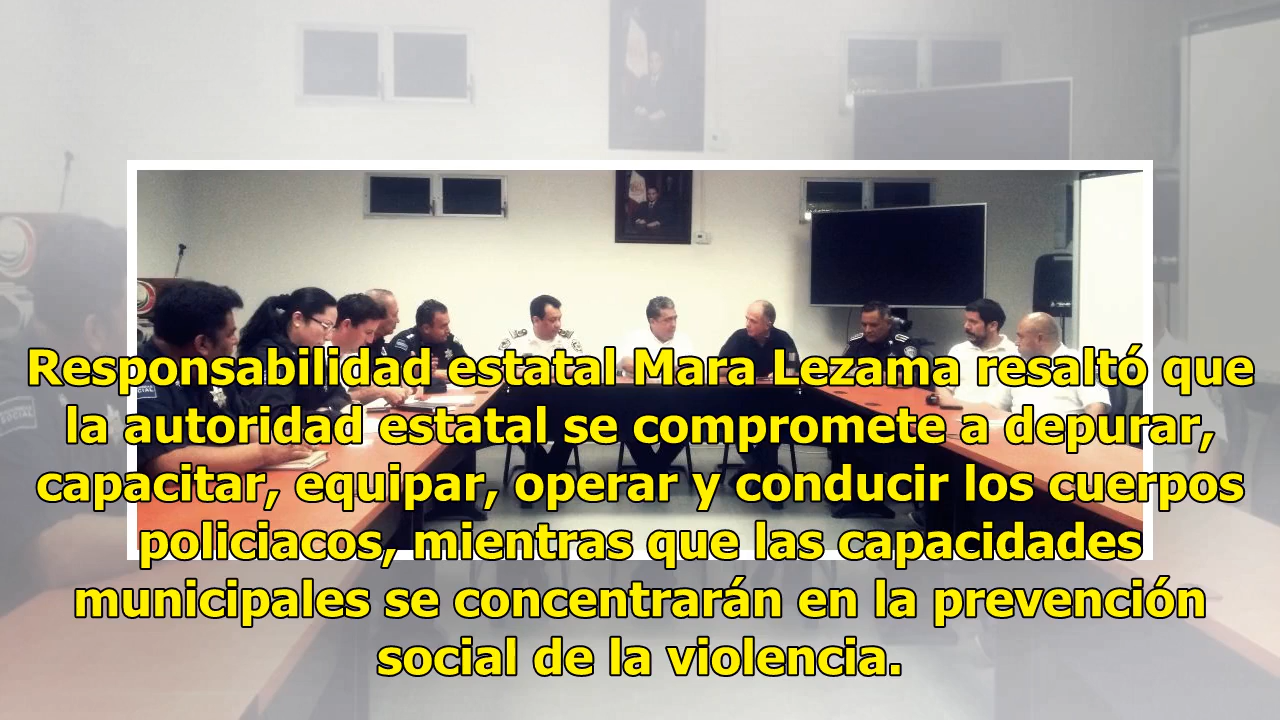 Responsabilidad estatal Mara Lezama resaltó que
la autoridad estatal se compromete a depurar,
capacitar, equipar, operar y conducir los cuerpos
policiacos, mientras que las capacidades
municipales se concentrarán en la prevención
social de la violencia.